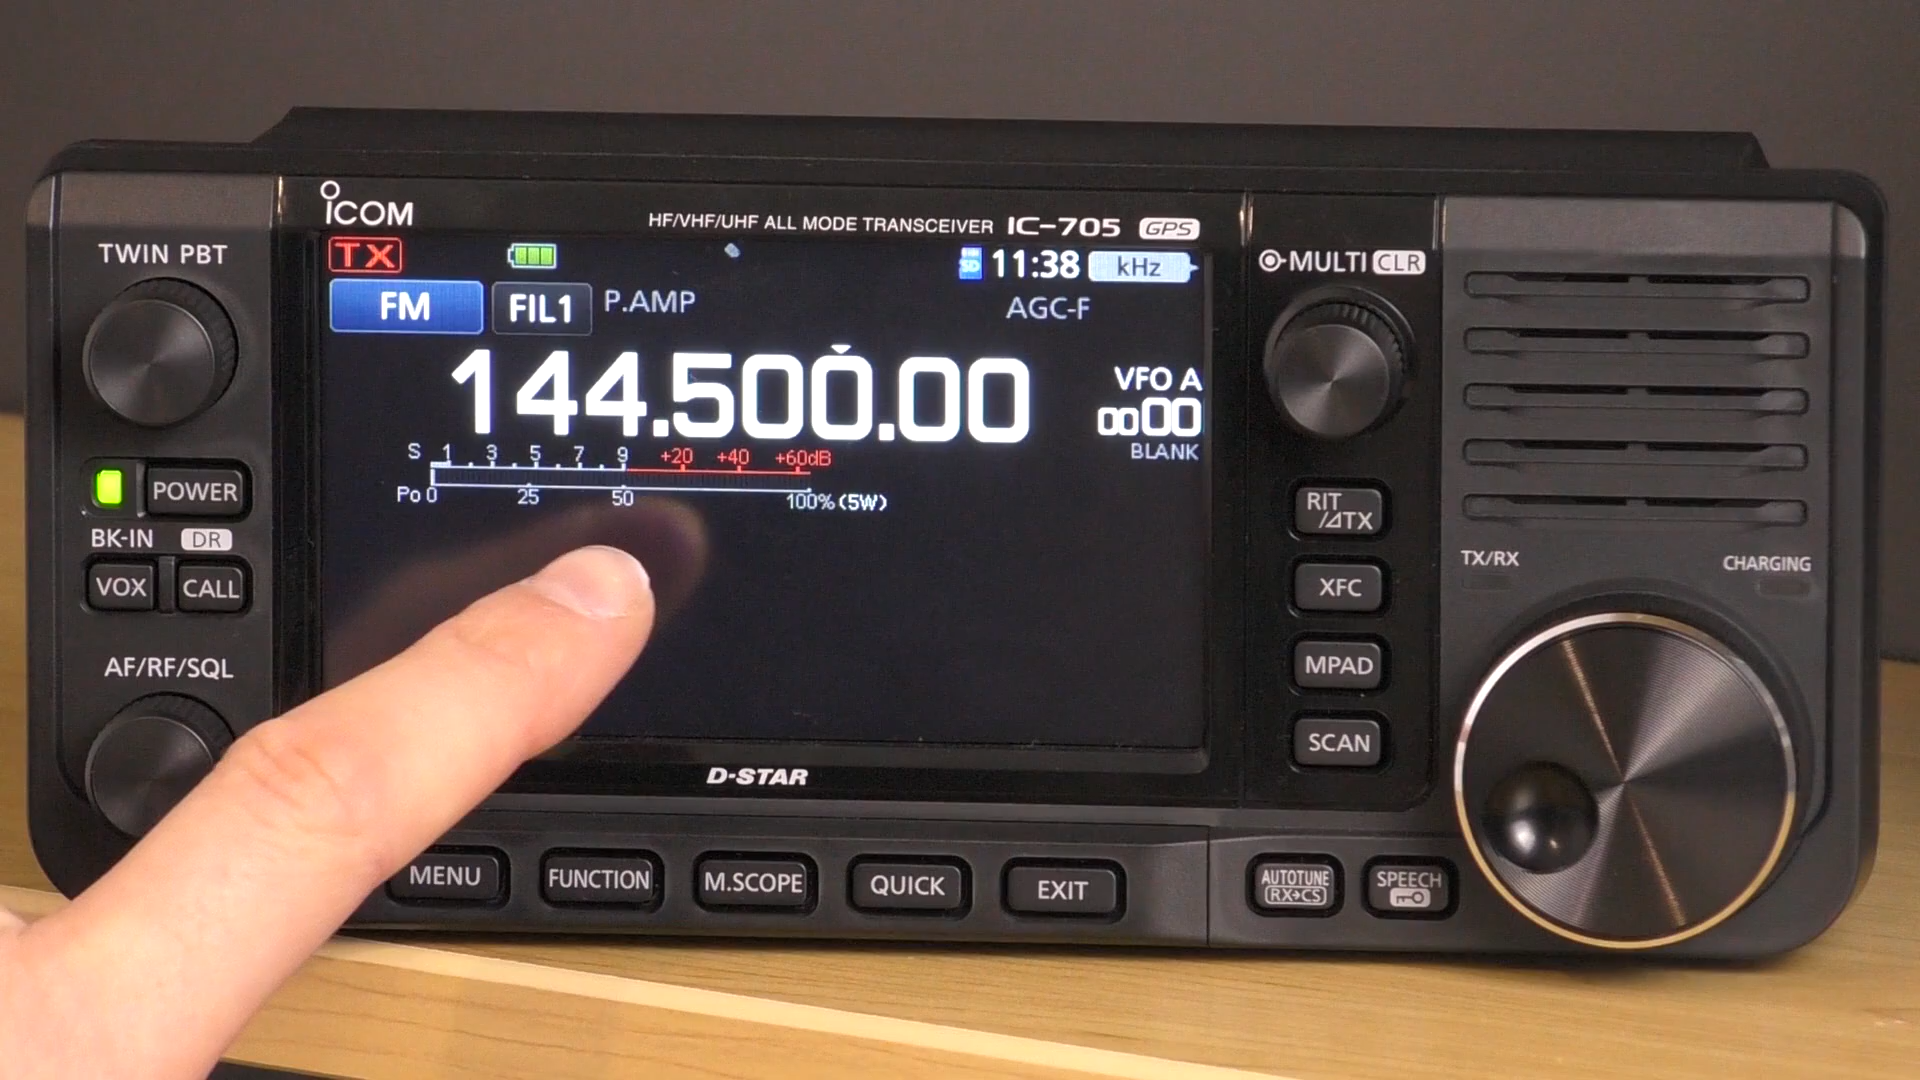 ICOM
HF/VHF/UHF ALL MODE TRANSCEIVER IC-705 GPS
TWIN PBT
TX
SD
11:38
kHz
MULTI CLR
FM
FIL1
P.AMP
AGC-F
144.500.00
VFO A
0000
BLANK
S 1 3 5 7 9 +20 +40 +60dB
Po 0 25 50 100% (5W)
POWER
BK-IN DR
VOX CALL
AF/RF/SQL
RIT/⊿TX
XFC
MPAD
SCAN
TX/RX
CHARGING
D-STAR
MENU
FUNCTION
M.SCOPE
QUICK
EXIT
AUTOTUNE
RX→CS
SPEECH